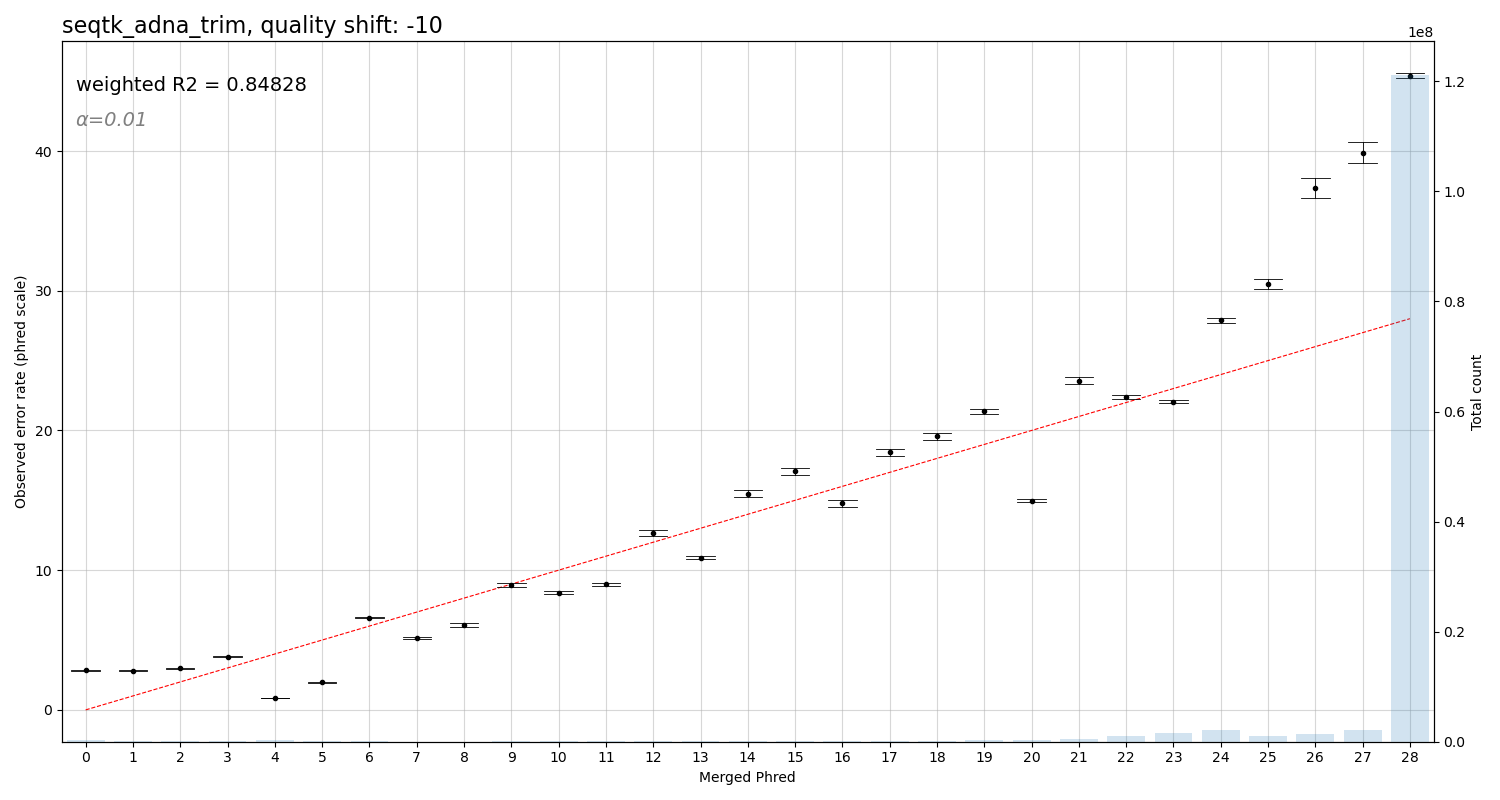 seqtk_adna_trim, quality shift: -10
1e8
weighted R2 = 0.84828
α=0.01
40
30
20
10
0
Observed error rate (phred scale)
1.2
1.0
0.8
0.6
0.4
0.2
0.0
Total count
0 1 2 3 4 5 6 7 8 9 10 11 12 13 14 15 16 17 18 19 20 21 22 23 24 25 26 27 28
Merged Phred